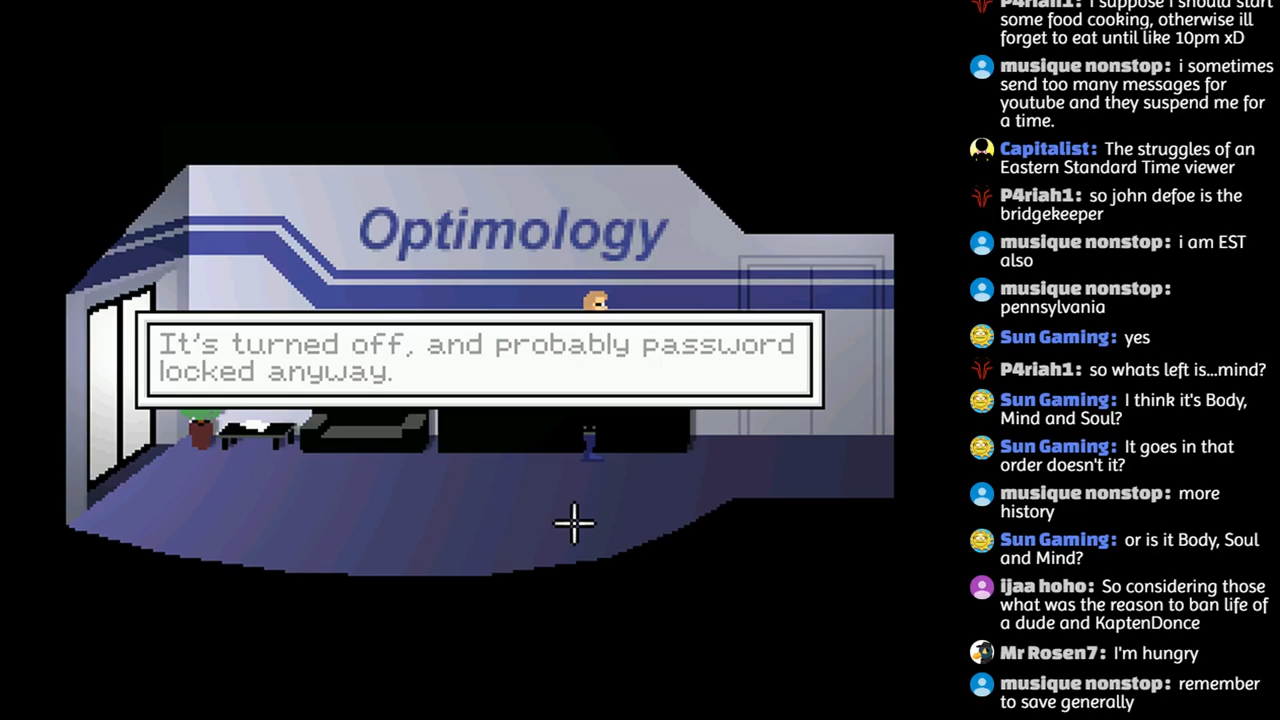 Optimology
It's turned off, and probably password
locked anyway.
P4riah1: i suppose i should start
some food cooking, otherwise ill
forget to eat until like 10pm xD
musique nonstop: i sometimes
send too many messages for
youtube and they suspend me for
a time.
Capitalist: The struggles of an
Eastern Standard Time viewer
P4riah1: so john defoe is the
bridgekeeper
musique nonstop: i am EST
also
musique nonstop:
pennsylvania
Sun Gaming: yes
P4riah1: so whats left is...mind?
Sun Gaming: I think it's Body,
Mind and Soul?
Sun Gaming: It goes in that
order doesn't it?
musique nonstop: more
history
Sun Gaming: or is it Body, Soul
and Mind?
ijaa hoho: So considering those
what was the reason to ban life of
a dude and KaptenDonce
Mr Rosen7: I'm hungry
musique nonstop: remember
to save generally